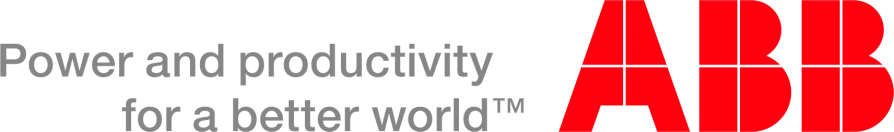 Power and productivity
for a better world™
ABB